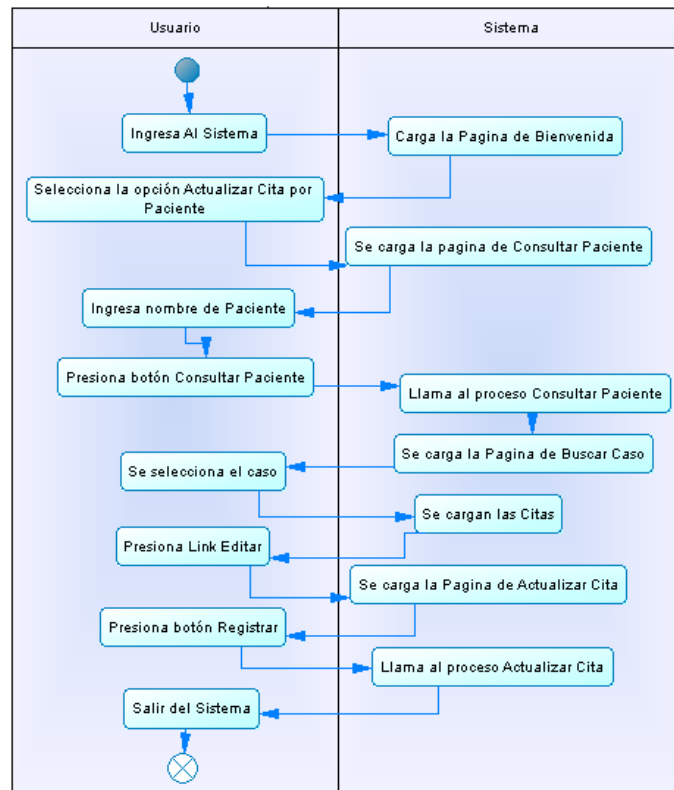 Usuario
Sistema
Ingresa Al Sistema
Carga la Pagina de Bienvenida
Selecciona la opción Actualizar Cita por
Paciente
Se carga la pagina de Consultar Paciente
Ingresa nombre de Paciente
Presiona botón Consultar Paciente
Llama al proceso Consultar Paciente
Se carga la Pagina de Buscar Caso
Se selecciona el caso
Se cargan las Citas
Presiona Link Editar
Se carga la Pagina de Actualizar Cita
Presiona botón Registrar
Llama al proceso Actualizar Cita
Salir del Sistema